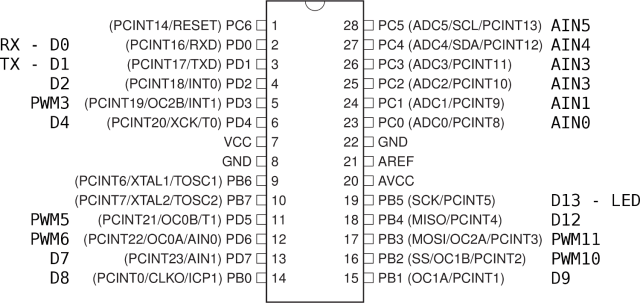 (PCINT14/RESET) PC6 1 28 PC5 (ADC5/SCL/PCINT13) AIN5
RX - D0 (PCINT16/RXD) PD0 2 27 PC4 (ADC4/SDA/PCINT12) AIN4
TX - D1 (PCINT17/TXD) PD1 3 26 PC3 (ADC3/PCINT11) AIN3
D2 (PCINT18/INT0) PD2 4 25 PC2 (ADC2/PCINT10) AIN3
PWM3 (PCINT19/OC2B/INT1) PD3 5 24 PC1 (ADC1/PCINT9) AIN1
D4 (PCINT20/XCK/T0) PD4 6 23 PC0 (ADC0/PCINT8) AIN0
VCC 7 22 GND
GND 8 21 AREF
(PCINT6/XTAL1/TOSC1) PB6 9 20 AVCC
(PCINT7/XTAL2/TOSC2) PB7 10 19 PB5 (SCK/PCINT5) D13 - LED
PWM5 (PCINT21/OC0B/T1) PD5 11 18 PB4 (MISO/PCINT4) D12
PWM6 (PCINT22/OC0A/AIN0) PD6 12 17 PB3 (MOSI/OC2A/PCINT3) PWM11
D7 (PCINT23/AIN1) PD7 13 16 PB2 (SS/OC1B/PCINT2) PWM10
D8 (PCINT0/CLKO/ICP1) PB0 14 15 PB1 (OC1A/PCINT1) D9